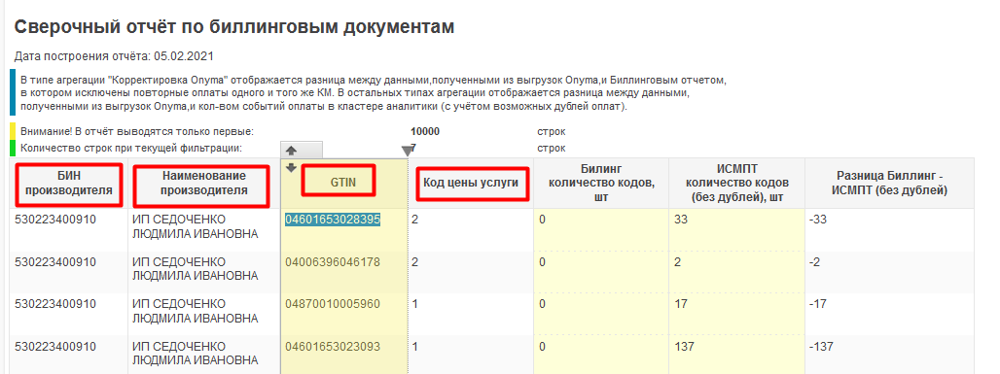 Сверочный отчёт по биллинговым документам
Дата построения отчёта: 05.02.2021
В типе агрегации "Корректировка Onyma" отображается разница между данными,полученными из выгрузок Onyma,и Биллинговым отчетом,
в котором исключены повторные оплаты одного и того же КМ. В остальных типах агрегации отображается разница между данными,
полученными из выгрузок Onyma,и кол-вом событий оплаты в кластере аналитики (с учётом возможных дублей оплат).
Внимание! В отчёт выводятся только первые: 10000 строк
Количество строк при текущей фильтрации: 7 строк
БИН производителя Наименование производителя GTIN Код цены услуги Билинг количество кодов, шт ИСМПТ количество кодов (без дублей), шт Разница Биллинг - ИСМПТ (без дублей)
530223400910 ИП СЕДОЧЕНКО ЛЮДМИЛА ИВАНОВНА 04601653028395 2 0 33 -33
530223400910 ИП СЕДОЧЕНКО ЛЮДМИЛА ИВАНОВНА 04006396046178 2 0 2 -2
530223400910 ИП СЕДОЧЕНКО ЛЮДМИЛА ИВАНОВНА 04870010005960 1 0 17 -17
530223400910 ИП СЕДОЧЕНКО ЛЮДМИЛА ИВАНОВНА 04601653023093 1 0 137 -137